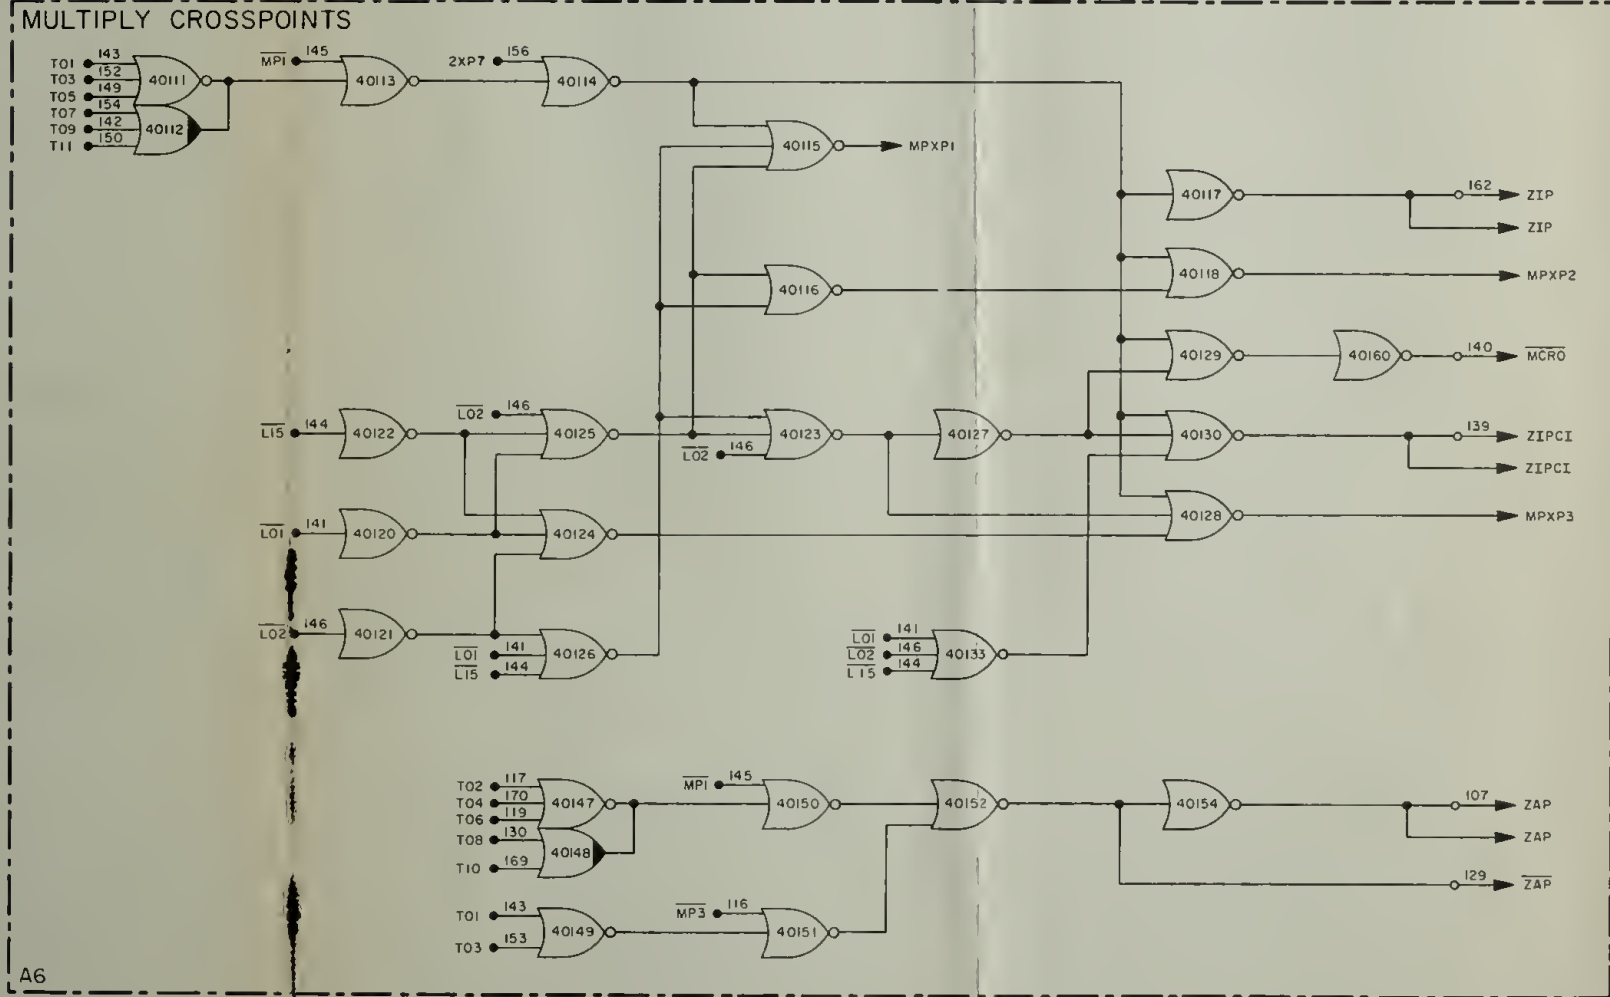 MULTIPLY CROSSPOINTS
T01 143
T03 152
T05 149
T07 154
T09 142
T11 150
40111
40112
MP1 145
40113
2XP7 156
40114
40115
MPXP1
40117
162 ZIP
ZIP
40116
40118
MPXP2
40129
40160
140 MCRO
L15 144
40122
L02 146
40125
L02 146
40123
40127
40130
139 ZIPCI
ZIPCI
L01 141
40120
40124
40128
MPXP3
L02 146
40121
L01 141
L15 144
40126
L01 141
L02 146
L15 144
40133
T02 117
T04 170
T06 119
T08 130
T10 169
40147
40148
MP1 145
40150
40152
40154
107 ZAP
ZAP
129 ZAP
T01 143
T03 153
40149
MP3 116
40151
A6